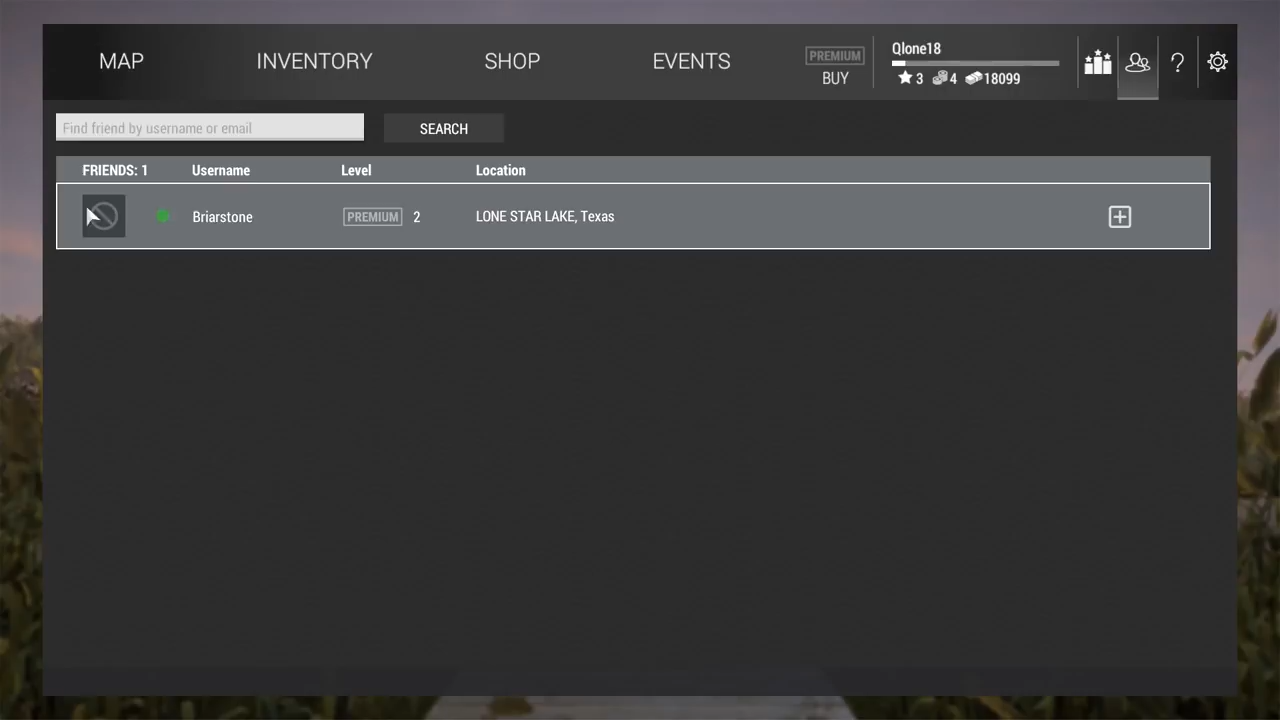 MAP INVENTORY SHOP EVENTS PREMIUM BUY Qlone18 3 4 18099 ?
Find friend by username or email SEARCH
FRIENDS: 1 Username Level Location
Briarstone PREMIUM 2 LONE STAR LAKE, Texas